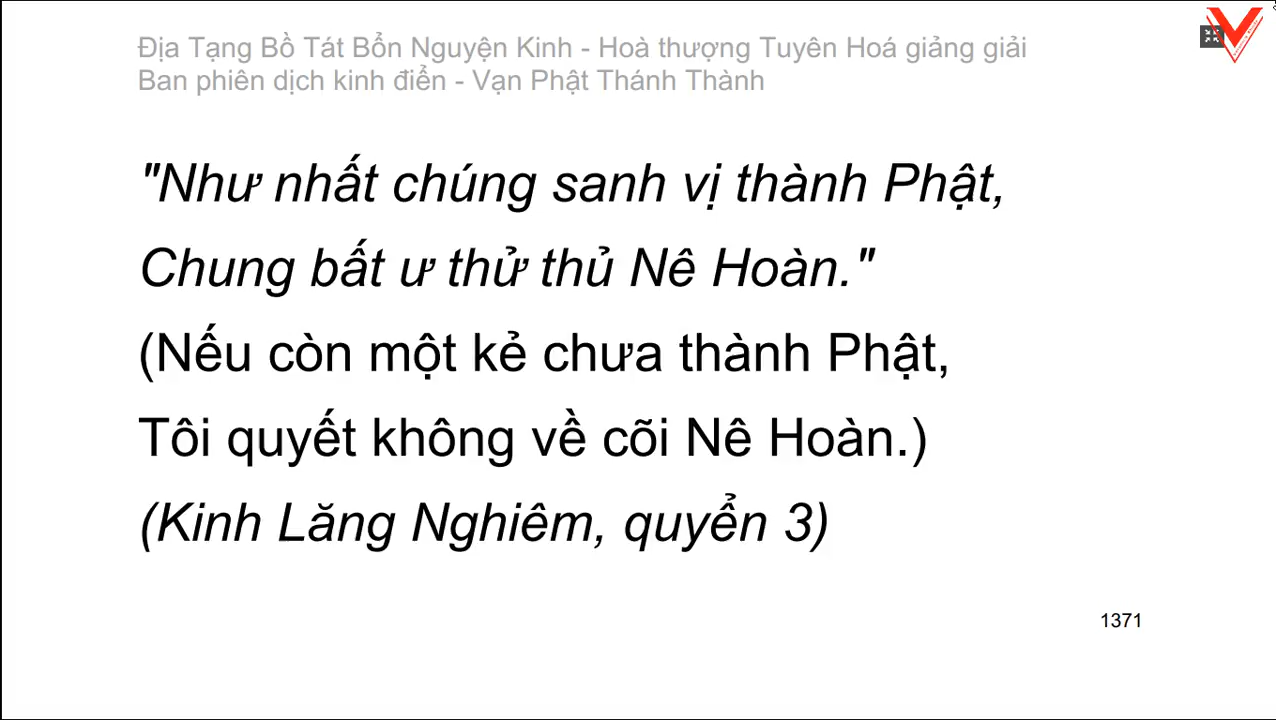 Địa Tạng Bồ Tát Bổn Nguyện Kinh - Hoà thượng Tuyên Hoá giảng giải
Ban phiên dịch kinh điển - Vạn Phật Thánh Thành
"Như nhất chúng sanh vị thành Phật,
Chung bất ư thử thủ Nê Hoàn."
(Nếu còn một kẻ chưa thành Phật,
Tôi quyết không về cõi Nê Hoàn.)
(Kinh Lăng Nghiêm, quyển 3)
1371